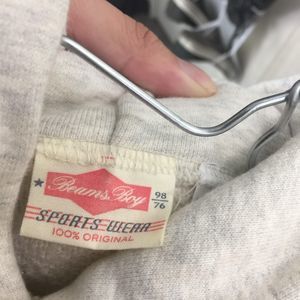 Beams Boy
98
76
SPORTS WEAR
100% ORIGINAL